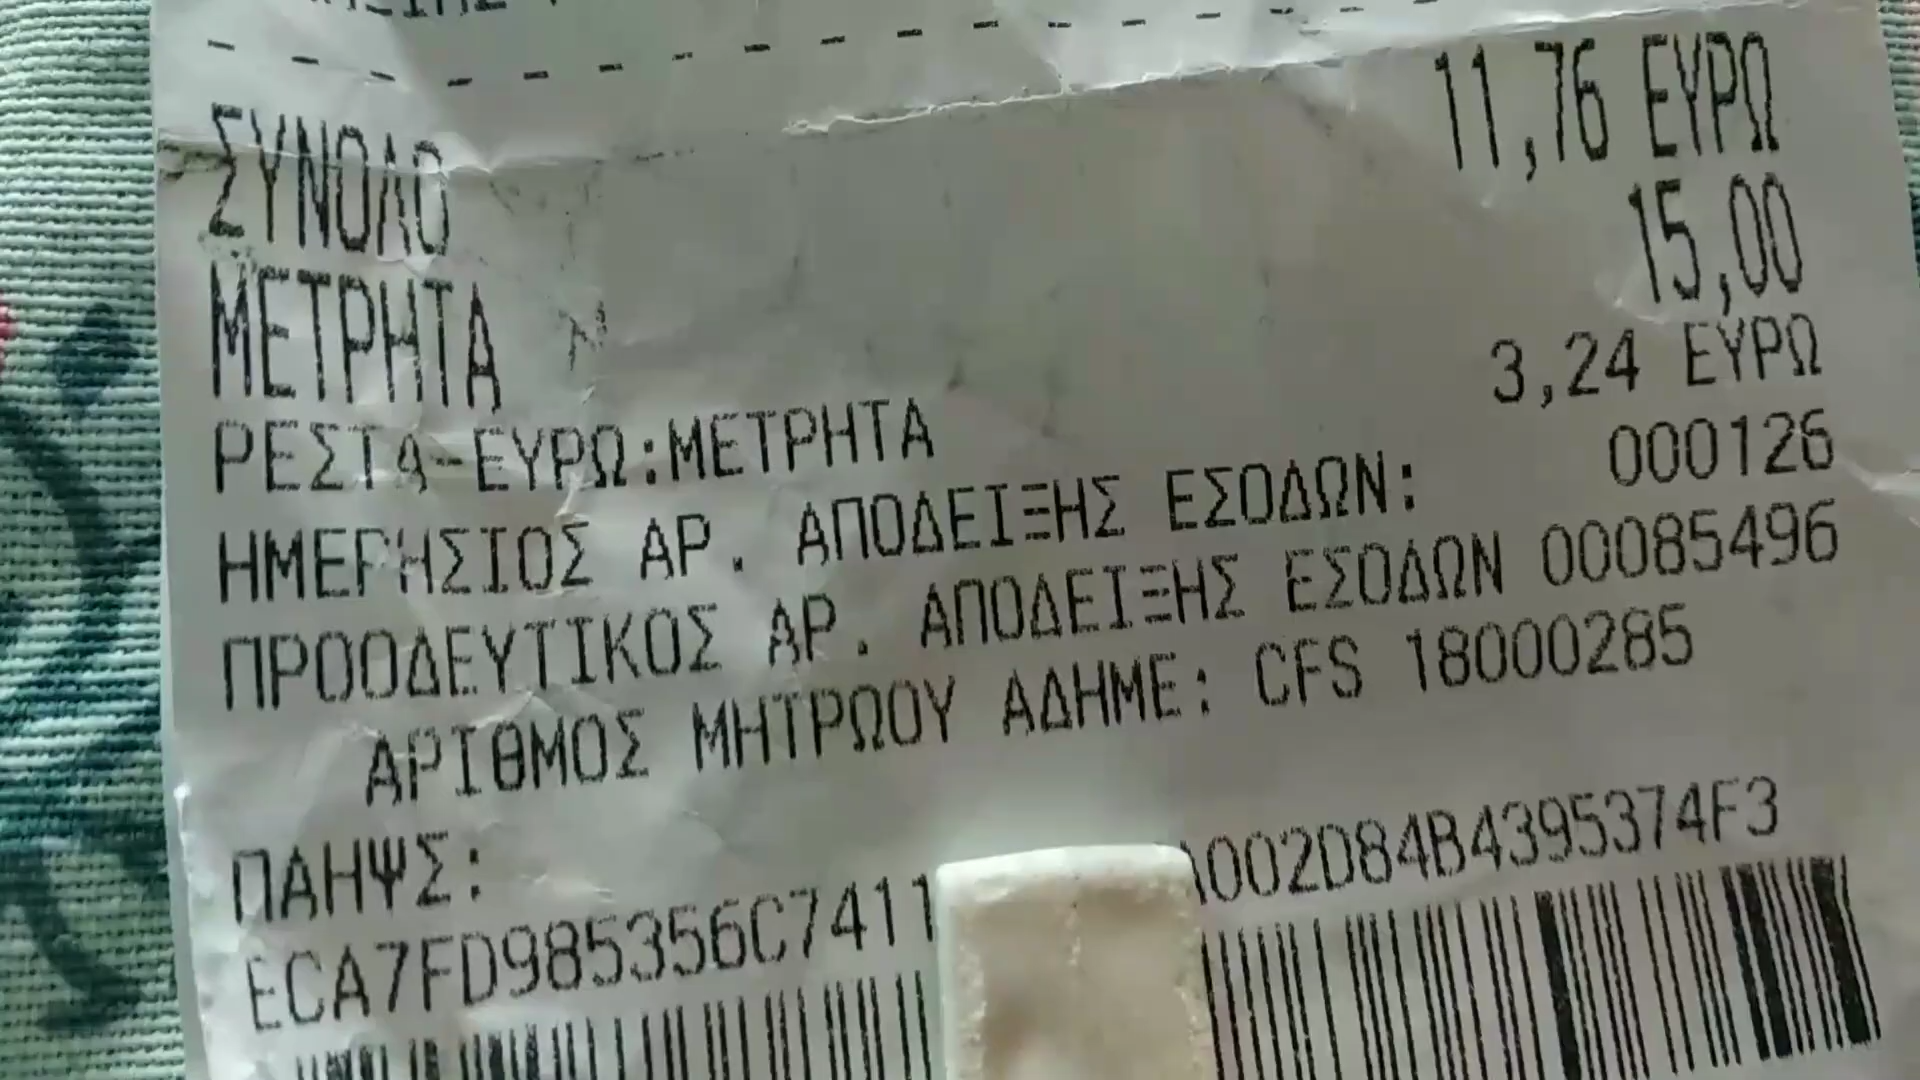 ΣΥΝΟΛΟ 11,76 ΕΥΡΩ
ΜΕΤΡΗΤΑ 15,00
ΡΕΣΤΑ-ΕΥΡΩ:ΜΕΤΡΗΤΑ 3,24 ΕΥΡΩ
ΗΜΕΡΗΣΙΟΣ ΑΡ. ΑΠΟΔΕΙΞΗΣ ΕΣΟΔΩΝ: 000126
ΠΡΟΟΔΕΥΤΙΚΟΣ ΑΡ. ΑΠΟΔΕΙΞΗΣ ΕΣΟΔΩΝ 00085496
ΑΡΙΘΜΟΣ ΜΗΤΡΩΟΥ ΑΔΗΜΕ: CFS 18000285
ΠΑΗΨΣ:
ECA7FD985356C7411 002D84B4395374F3